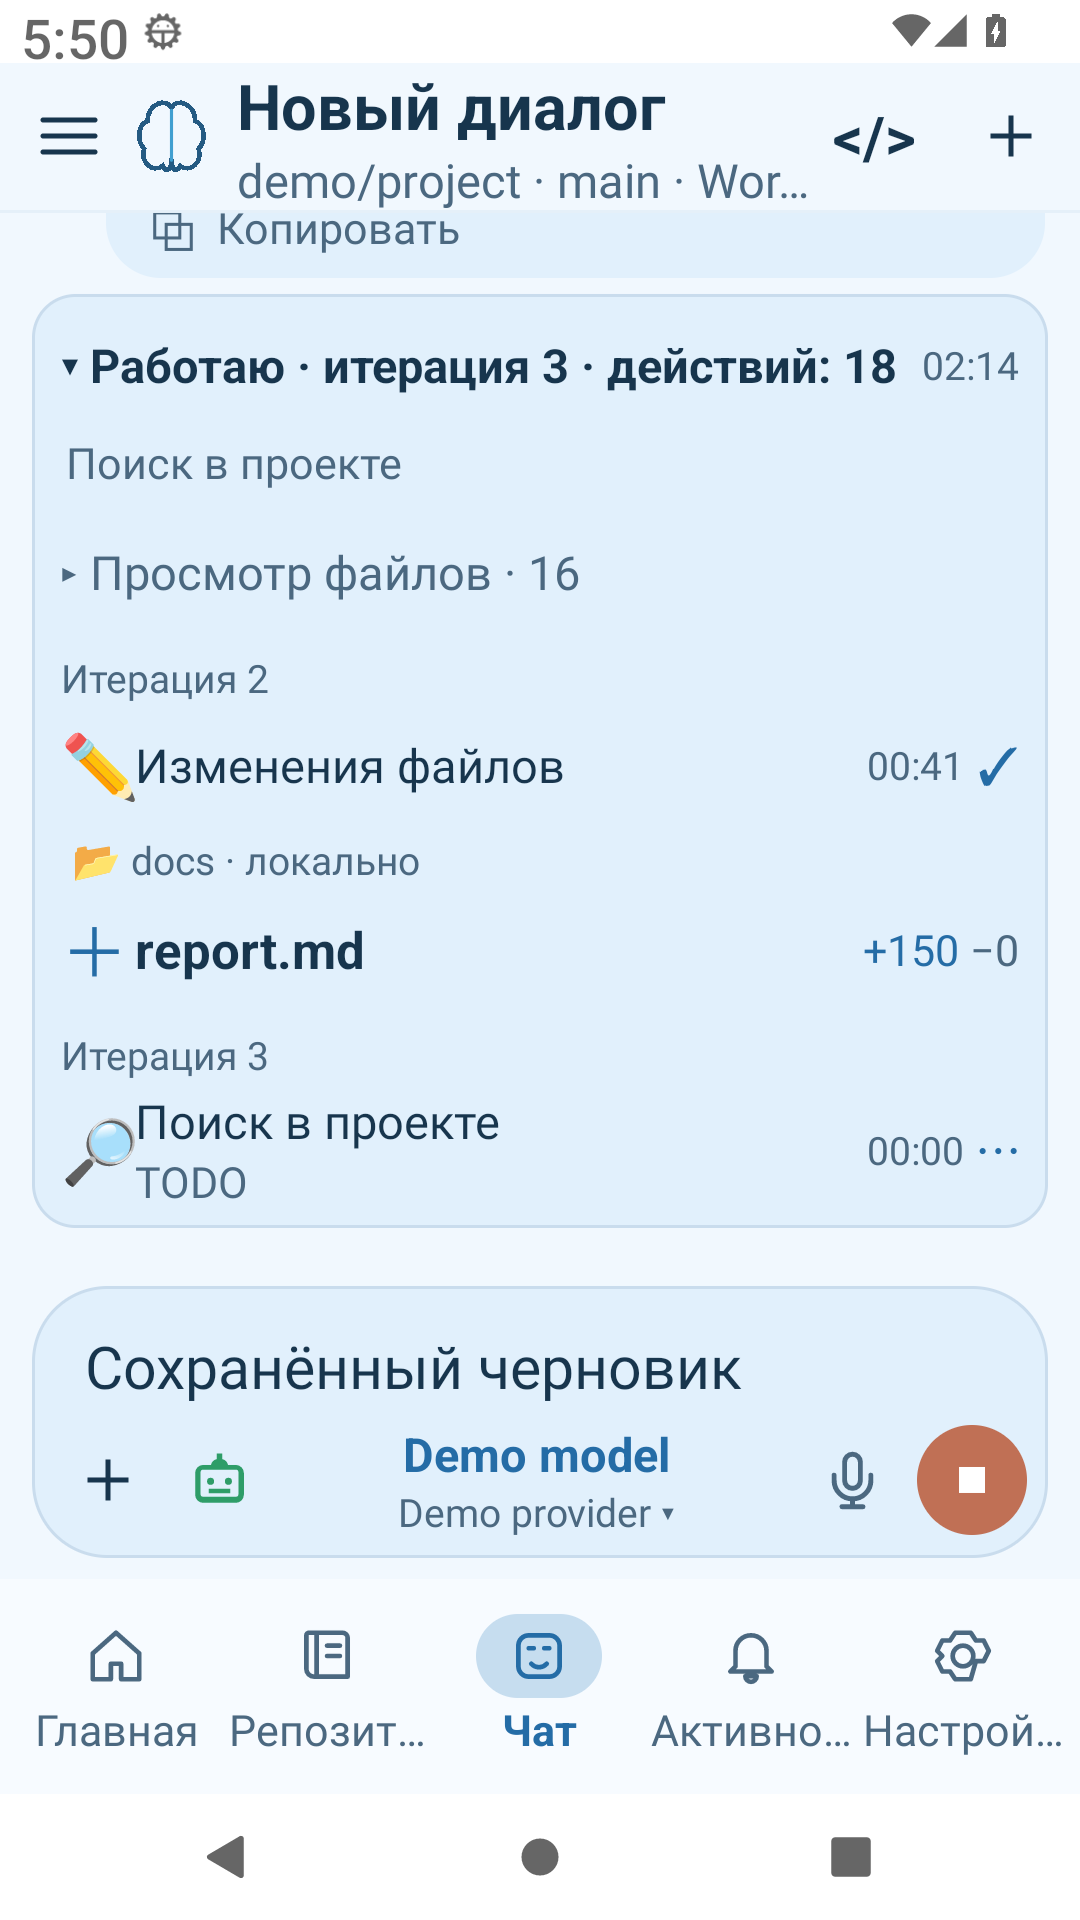 5:50
Новый диалог
demo/project · main · Wor...
</>
Копировать
▾ Работаю · итерация 3 · действий: 18 02:14
Поиск в проекте
▸ Просмотр файлов · 16
Итерация 2
Изменения файлов 00:41 ✓
docs · локально
report.md +150 −0
Итерация 3
Поиск в проекте
TODO
00:00 ···
Сохранённый черновик
Demo model
Demo provider ▾
Главная Репозит... Чат Активно... Настрой...